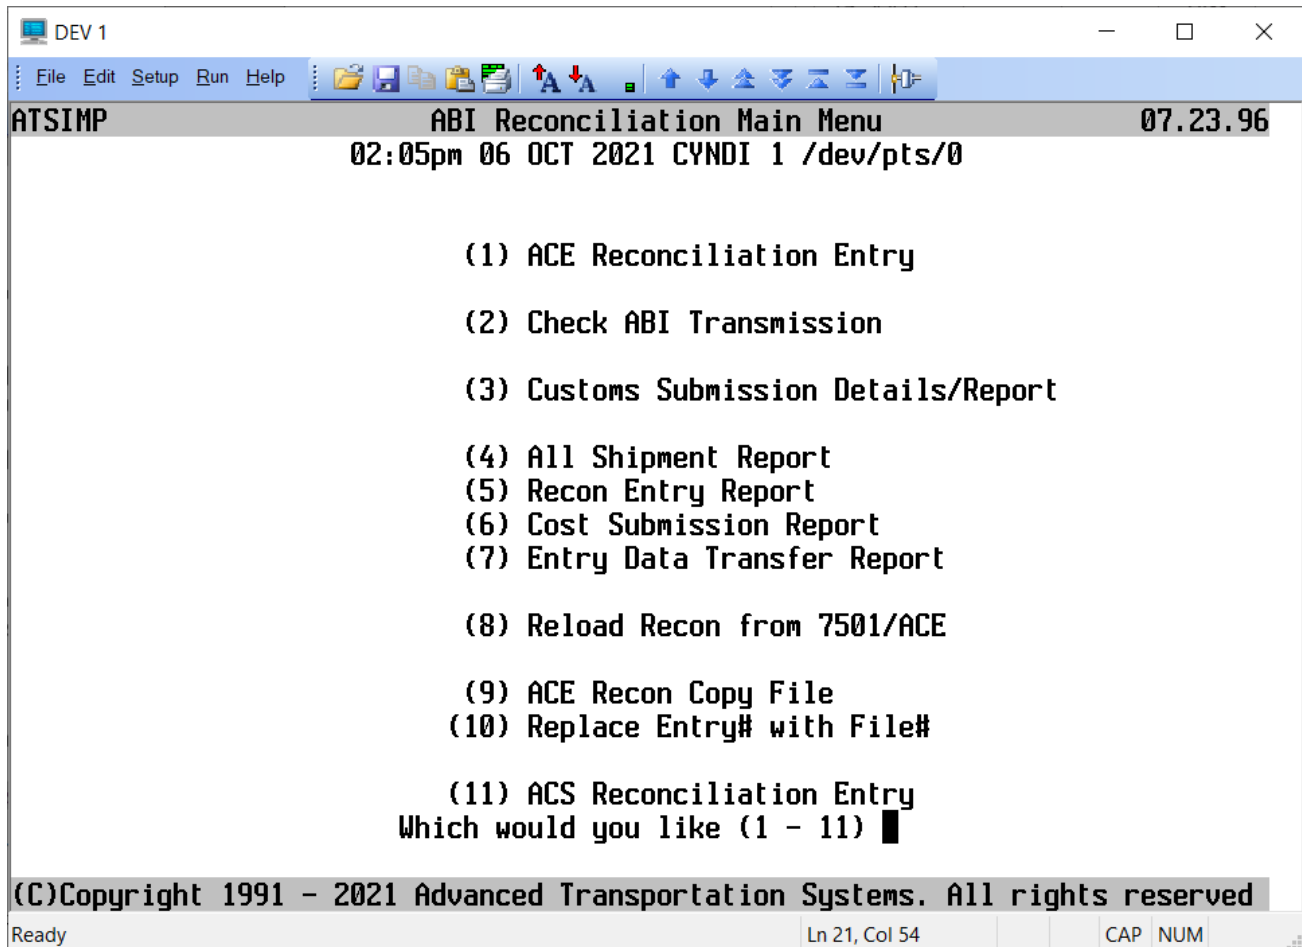 DEV 1
File Edit Setup Run Help
ATSIMP ABI Reconciliation Main Menu 07.23.96
02:05pm 06 OCT 2021 CYNDI 1 /dev/pts/0
(1) ACE Reconciliation Entry
(2) Check ABI Transmission
(3) Customs Submission Details/Report
(4) All Shipment Report
(5) Recon Entry Report
(6) Cost Submission Report
(7) Entry Data Transfer Report
(8) Reload Recon from 7501/ACE
(9) ACE Recon Copy File
(10) Replace Entry# with File#
(11) ACS Reconciliation Entry
Which would you like (1 - 11)
(C)Copyright 1991 - 2021 Advanced Transportation Systems. All rights reserved
Ready Ln 21, Col 54 CAP NUM